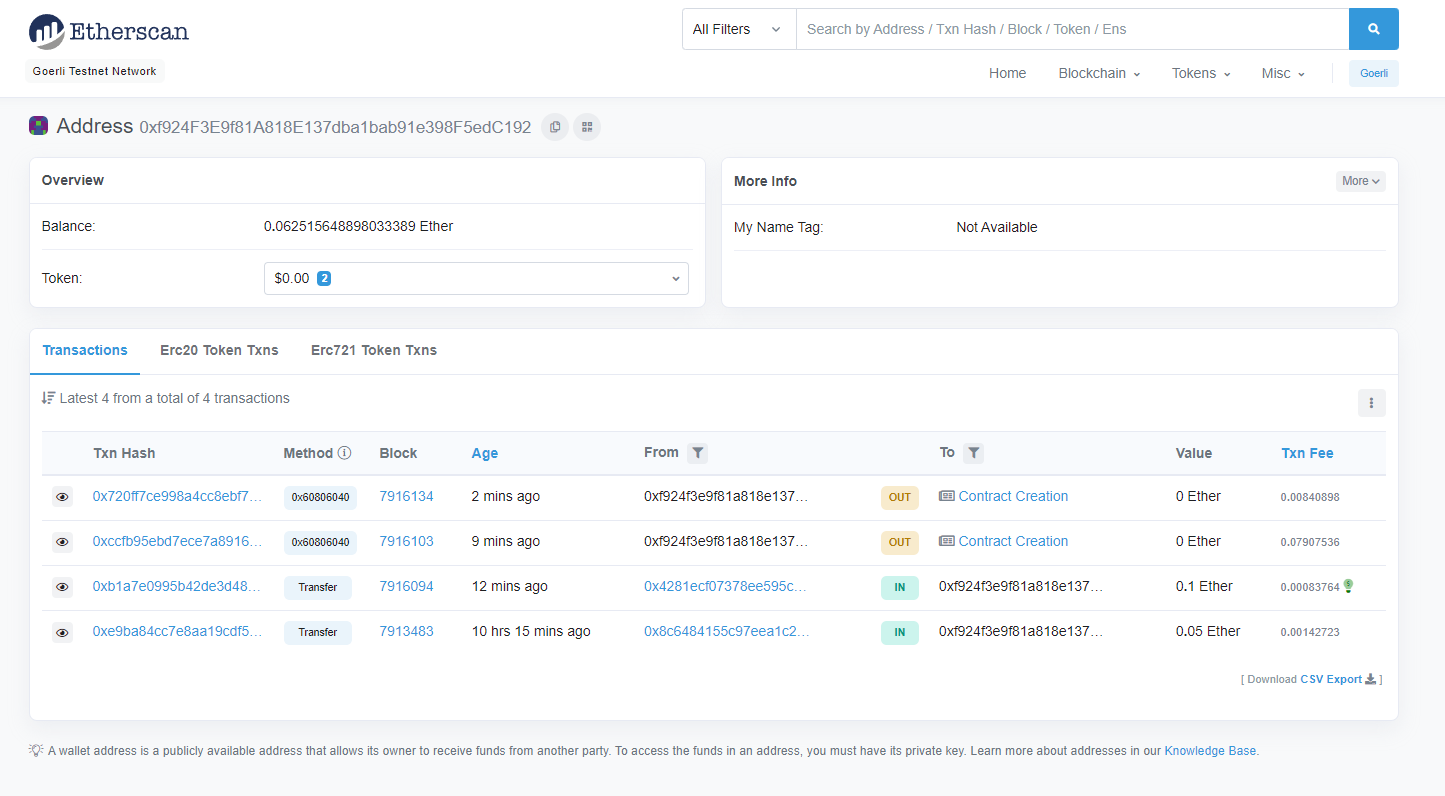 Etherscan
All Filters
Search by Address / Txn Hash / Block / Token / Ens
Goerli Testnet Network
Home Blockchain Tokens Misc Goerli
Address 0xf924F3E9f81A818E137dba1bab91e398F5edC192
Overview
Balance: 0.062515648898033389 Ether
Token: $0.00 2
More Info More
My Name Tag: Not Available
Transactions Erc20 Token Txns Erc721 Token Txns
Latest 4 from a total of 4 transactions
Txn Hash Method Block Age From To Value Txn Fee
0x720ff7ce998a4cc8ebf7... 0x60806040 7916134 2 mins ago 0xf924f3e9f81a818e137... OUT Contract Creation 0 Ether 0.00840898
0xccfb95ebd7ece7a8916... 0x60806040 7916103 9 mins ago 0xf924f3e9f81a818e137... OUT Contract Creation 0 Ether 0.07907536
0xb1a7e0995b42de3d48... Transfer 7916094 12 mins ago 0x4281ecf07378ee595c... IN 0xf924f3e9f81a818e137... 0.1 Ether 0.00083764
0xe9ba84cc7e8aa19cdf5... Transfer 7913483 10 hrs 15 mins ago 0x8c6484155c97eea1c2... IN 0xf924f3e9f81a818e137... 0.05 Ether 0.00142723
[ Download CSV Export ]
A wallet address is a publicly available address that allows its owner to receive funds from another party. To access the funds in an address, you must have its private key. Learn more about addresses in our Knowledge Base.